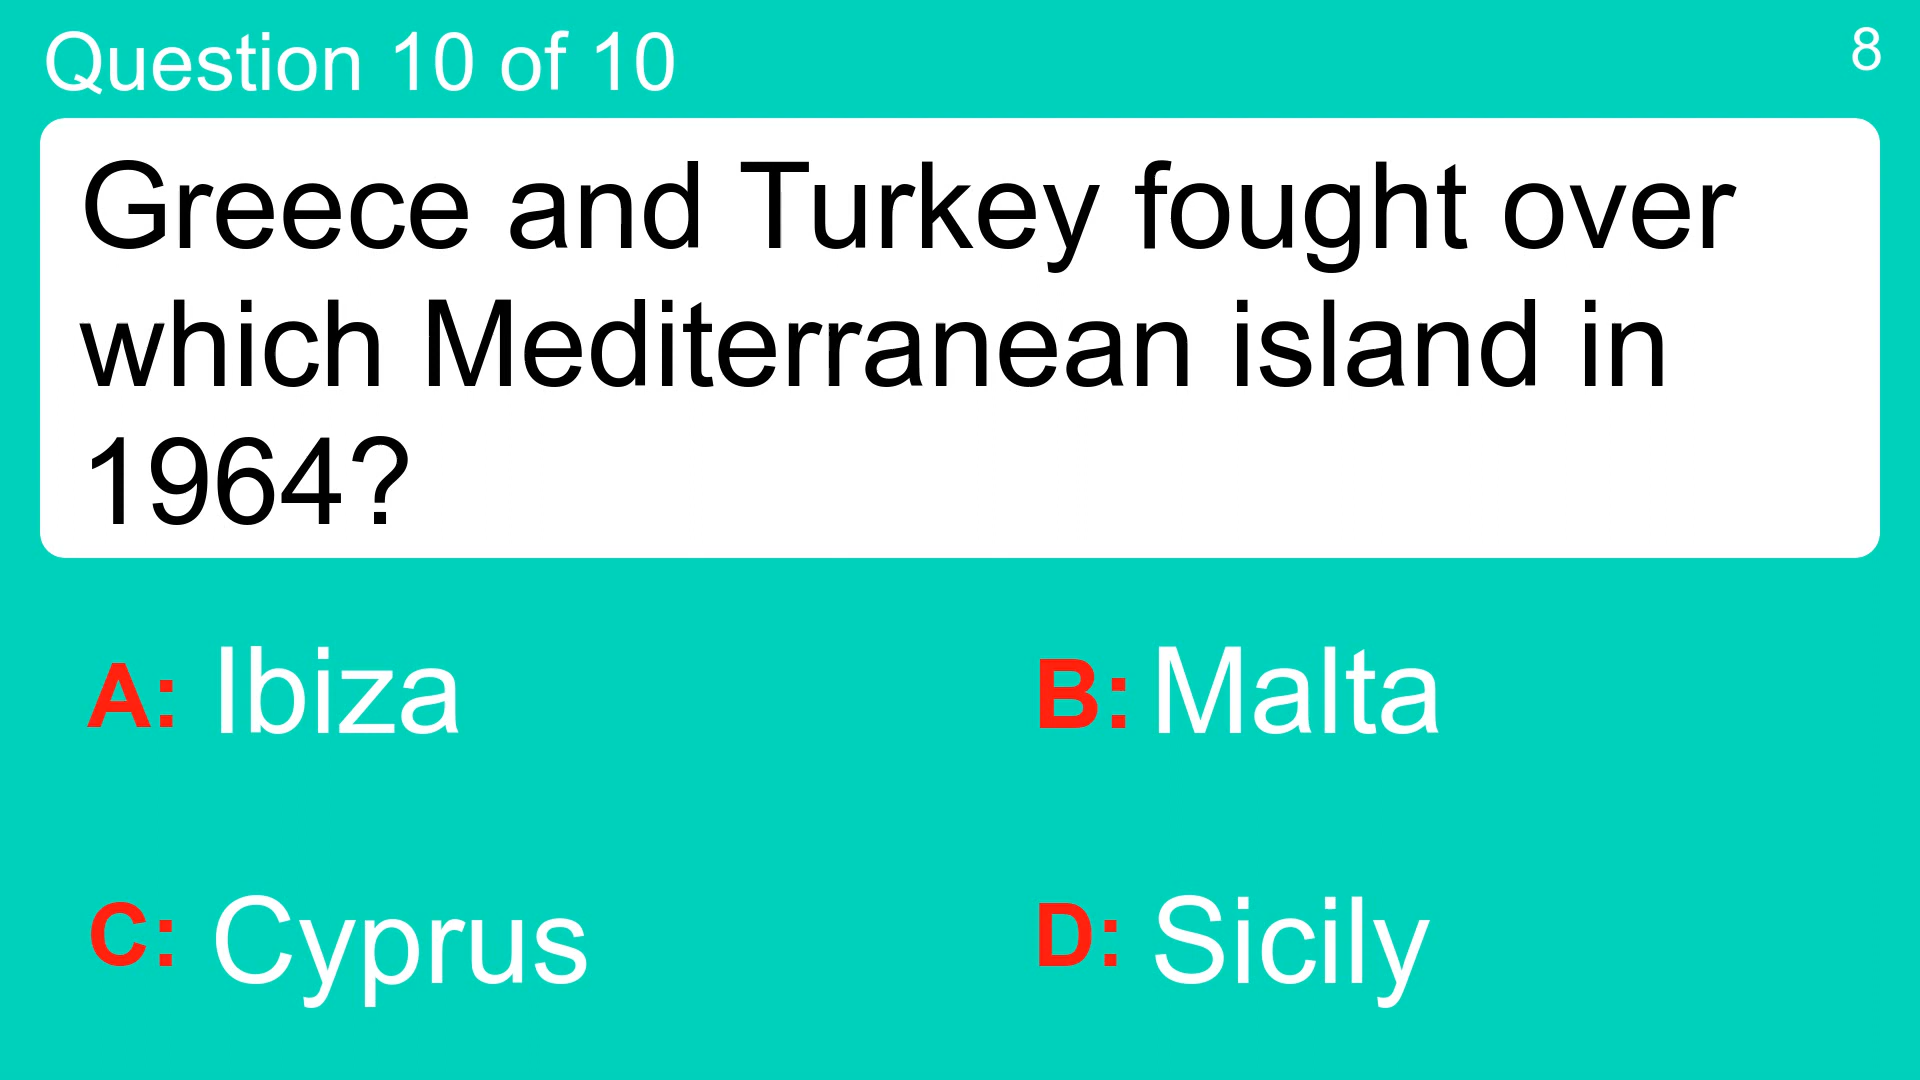 Question 10 of 10
8
Greece and Turkey fought over
which Mediterranean island in
1964?
A: Ibiza
B: Malta
C: Cyprus
D: Sicily